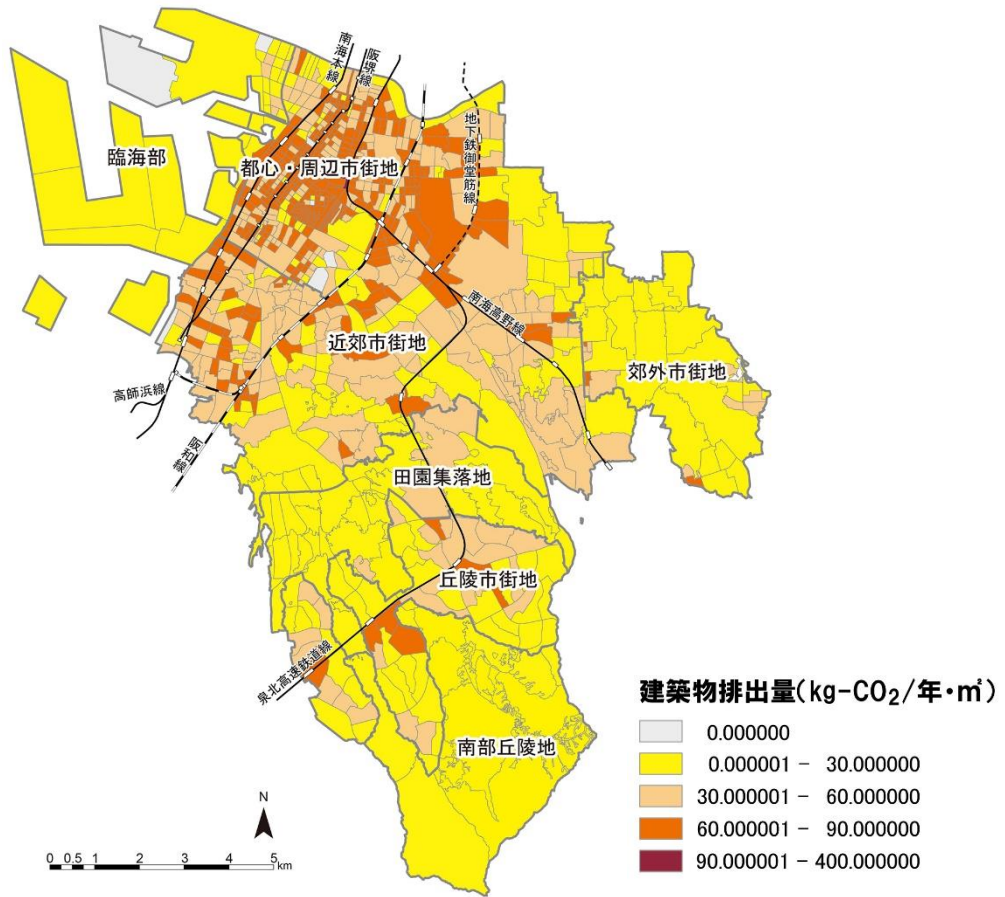 南海本線
阪堺線
地下鉄御堂筋線
臨海部
都心・周辺市街地
南海高野線
近郊市街地
郊外市街地
高師浜線
阪和線
田園集落地
丘陵市街地
泉北高速鉄道線
南部丘陵地
建築物排出量(kg-CO₂/年・㎡)
0.000000
0.000001 - 30.000000
30.000001 - 60.000000
60.000001 - 90.000000
90.000001 - 400.000000
N
0 0.5 1 2 3 4 5
km